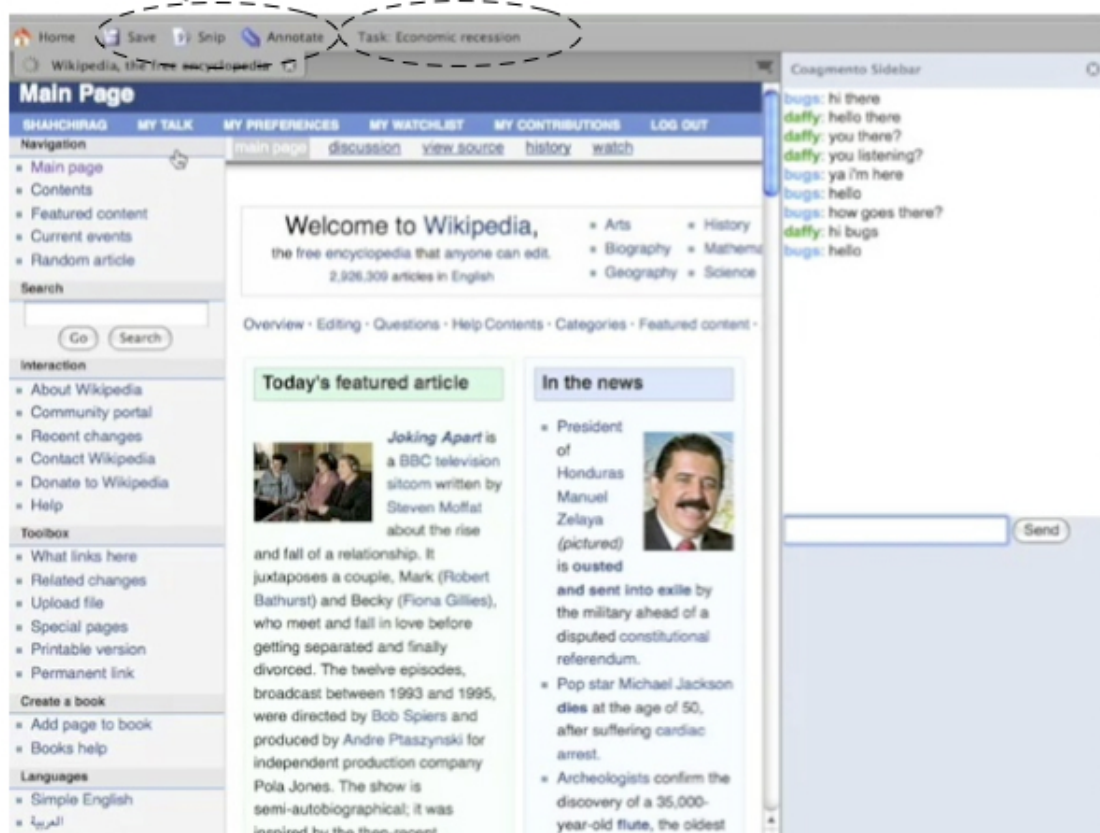 Home Save Snip Annotate Task: Economic recession
Wikipedia, the free encyclopedia
Main Page
SHAHCHIRAG MY TALK MY PREFERENCES MY WATCHLIST MY CONTRIBUTIONS LOG OUT
main page discussion view source history watch
Navigation
Main page
Contents
Featured content
Current events
Random article
Search
Go Search
Interaction
About Wikipedia
Community portal
Recent changes
Contact Wikipedia
Donate to Wikipedia
Help
Toolbox
What links here
Related changes
Upload file
Special pages
Printable version
Permanent link
Create a book
Add page to book
Books help
Languages
Simple English
العربية
Welcome to Wikipedia,
the free encyclopedia that anyone can edit.
2,926,309 articles in English
Arts
Biography
Geography
History
Mathema
Science
Overview · Editing · Questions · Help Contents · Categories · Featured content ·
Today's featured article
Joking Apart is
a BBC television
sitcom written by
Steven Moffat
about the rise
and fall of a relationship. It
juxtaposes a couple, Mark (Robert
Bathurst) and Becky (Fiona Gillies),
who meet and fall in love before
getting separated and finally
divorced. The twelve episodes,
broadcast between 1993 and 1995,
were directed by Bob Spiers and
produced by Andre Ptaszynski for
independent production company
Pola Jones. The show is
semi-autobiographical; it was
inspired by the then-recent
In the news
President
of
Honduras
Manuel
Zelaya
(pictured)
is ousted
and sent into exile by
the military ahead of a
disputed constitutional
referendum.
Pop star Michael Jackson
dies at the age of 50,
after suffering cardiac
arrest.
Archeologists confirm the
discovery of a 35,000-
year-old flute, the oldest
Coagmento Sidebar
bugs: hi there
daffy: hello there
daffy: you there?
daffy: you listening?
bugs: ya i'm here
bugs: hello
bugs: how goes there?
daffy: hi bugs
bugs: hello
Send